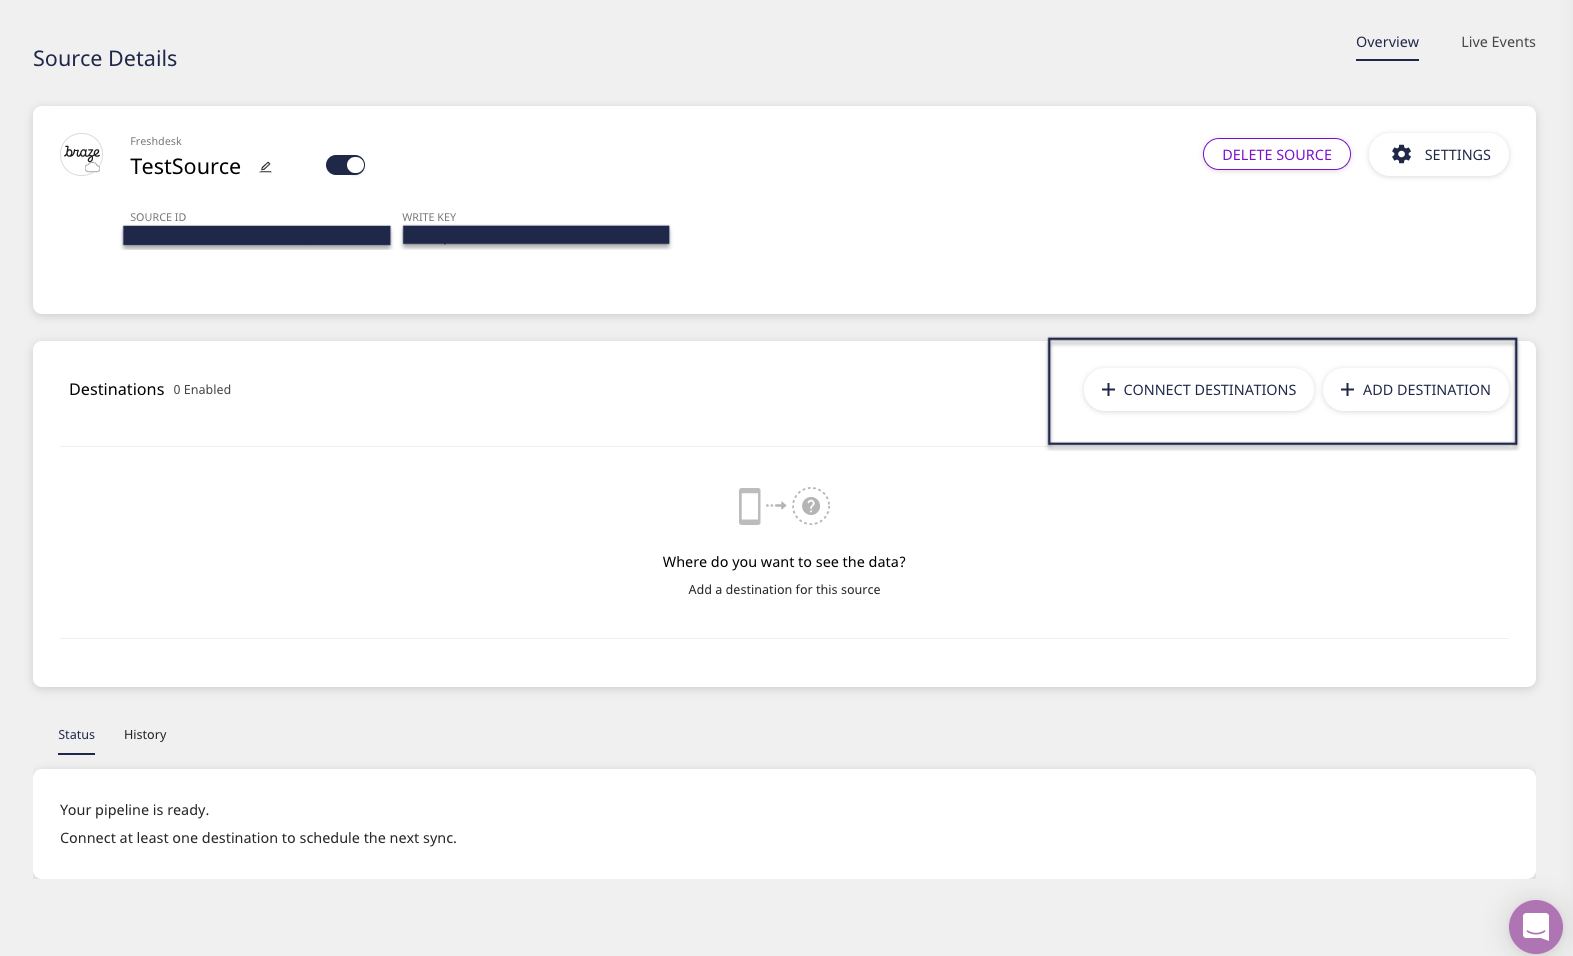 Source Details
Overview
Live Events
braze
Freshdesk
TestSource
DELETE SOURCE
SETTINGS
SOURCE ID
WRITE KEY
Destinations 0 Enabled
+ CONNECT DESTINATIONS
+ ADD DESTINATION
?
Where do you want to see the data?
Add a destination for this source
Status
History
Your pipeline is ready.
Connect at least one destination to schedule the next sync.